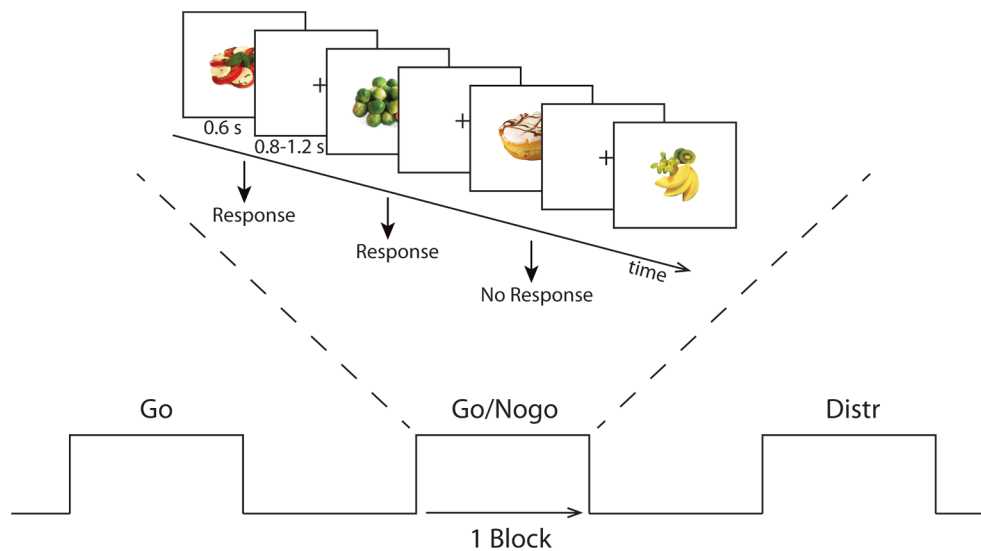 0.6 s
0.8-1.2 s
Response
Response
No Response
time
Go
Go/Nogo
Distr
1 Block